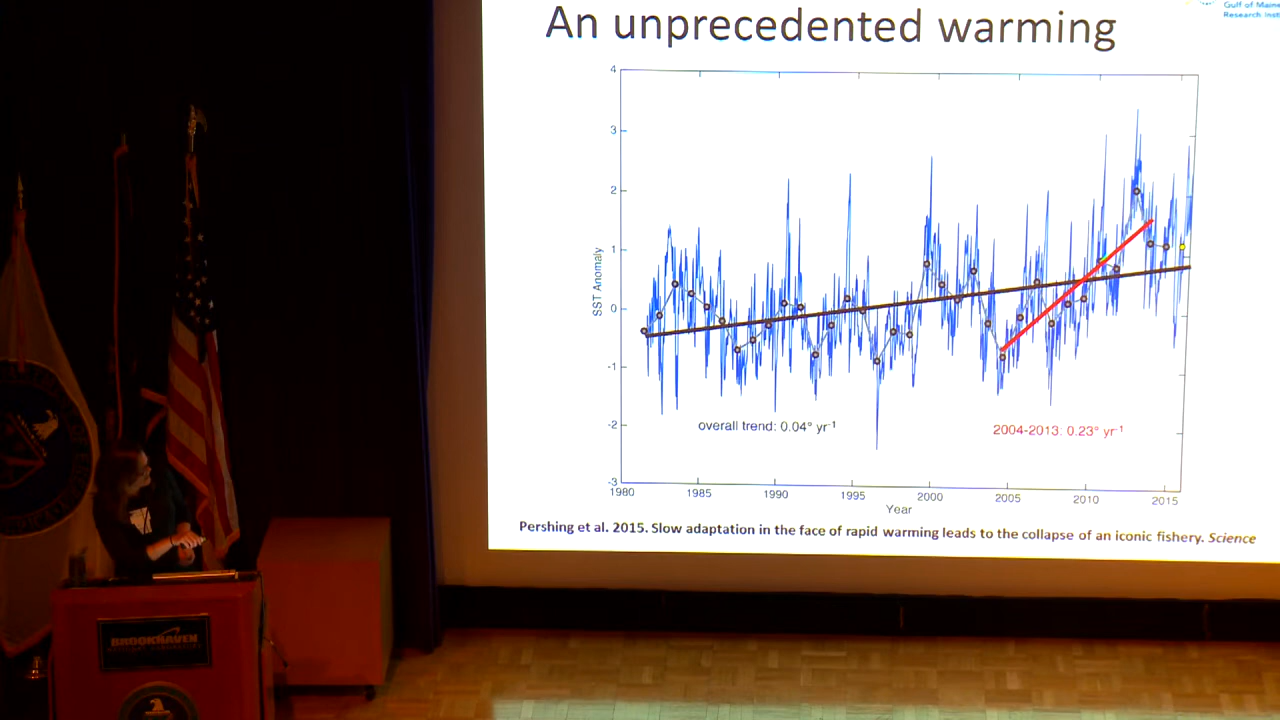 Gulf of Maine
Research Insti
An unprecedented warming
4
3
2
1
0
-1
-2
-3
SST Anomaly
overall trend: 0.04° yr-1
2004-2013: 0.23° yr-1
1980
1985
1990
1995
2000
2005
2010
2015
Year
Pershing et al. 2015. Slow adaptation in the face of rapid warming leads to the collapse of an iconic fishery. Science
BROOKHAVEN